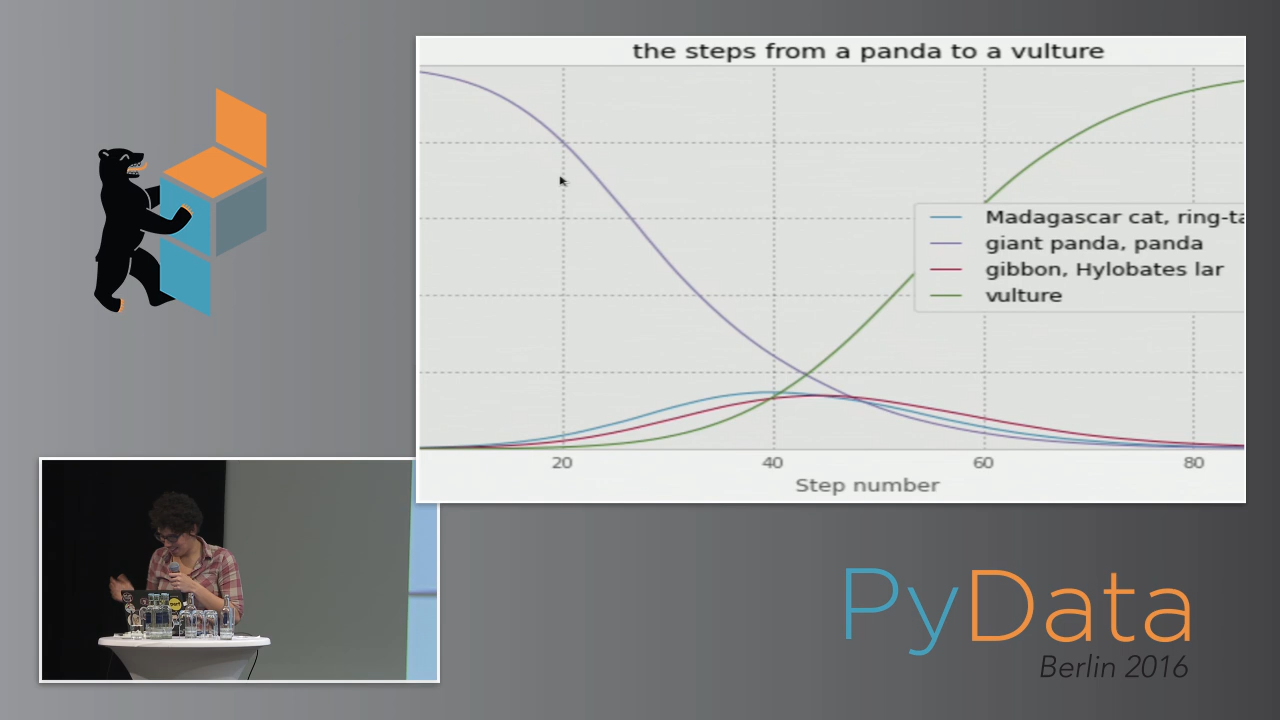 the steps from a panda to a vulture
Madagascar cat, ring-ta
giant panda, panda
gibbon, Hylobates lar
vulture
20 40 60 80
Step number
PyData
Berlin 2016